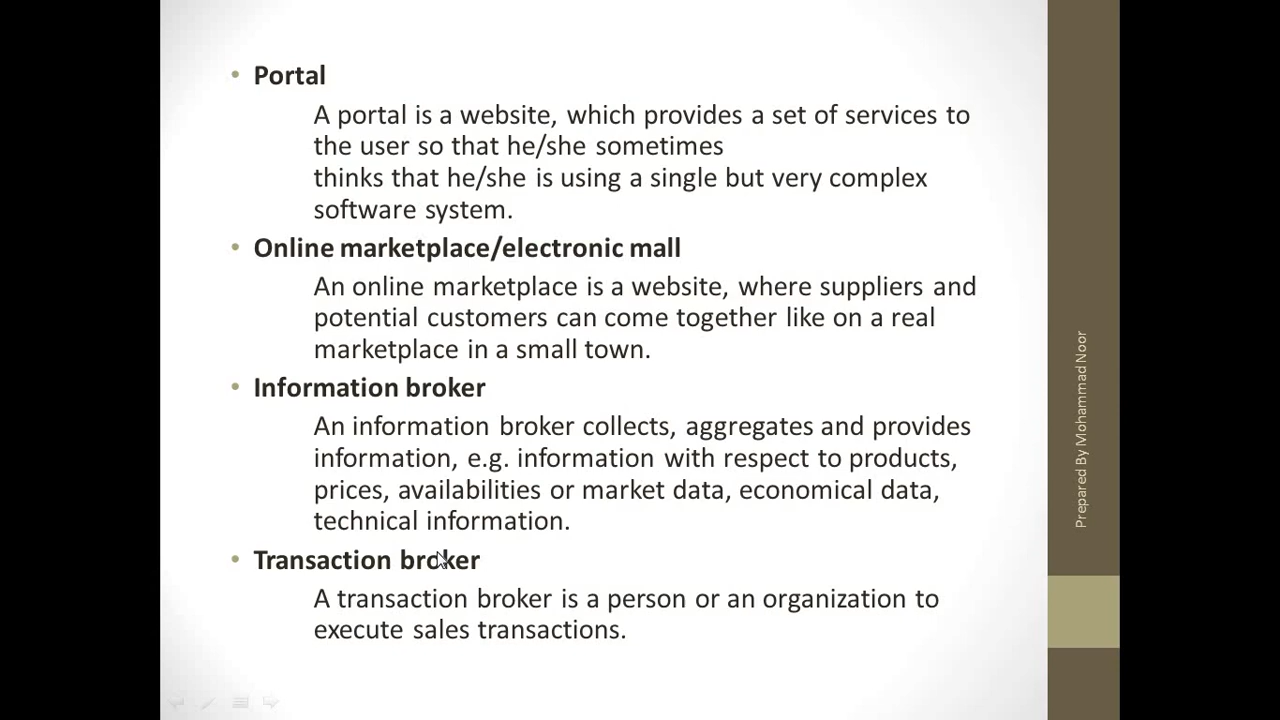 • Portal
A portal is a website, which provides a set of services to
the user so that he/she sometimes
thinks that he/she is using a single but very complex
software system.
• Online marketplace/electronic mall
An online marketplace is a website, where suppliers and
potential customers can come together like on a real
marketplace in a small town.
• Information broker
An information broker collects, aggregates and provides
information, e.g. information with respect to products,
prices, availabilities or market data, economical data,
technical information.
• Transaction broker
A transaction broker is a person or an organization to
execute sales transactions.
Prepared By Mohammad Noor